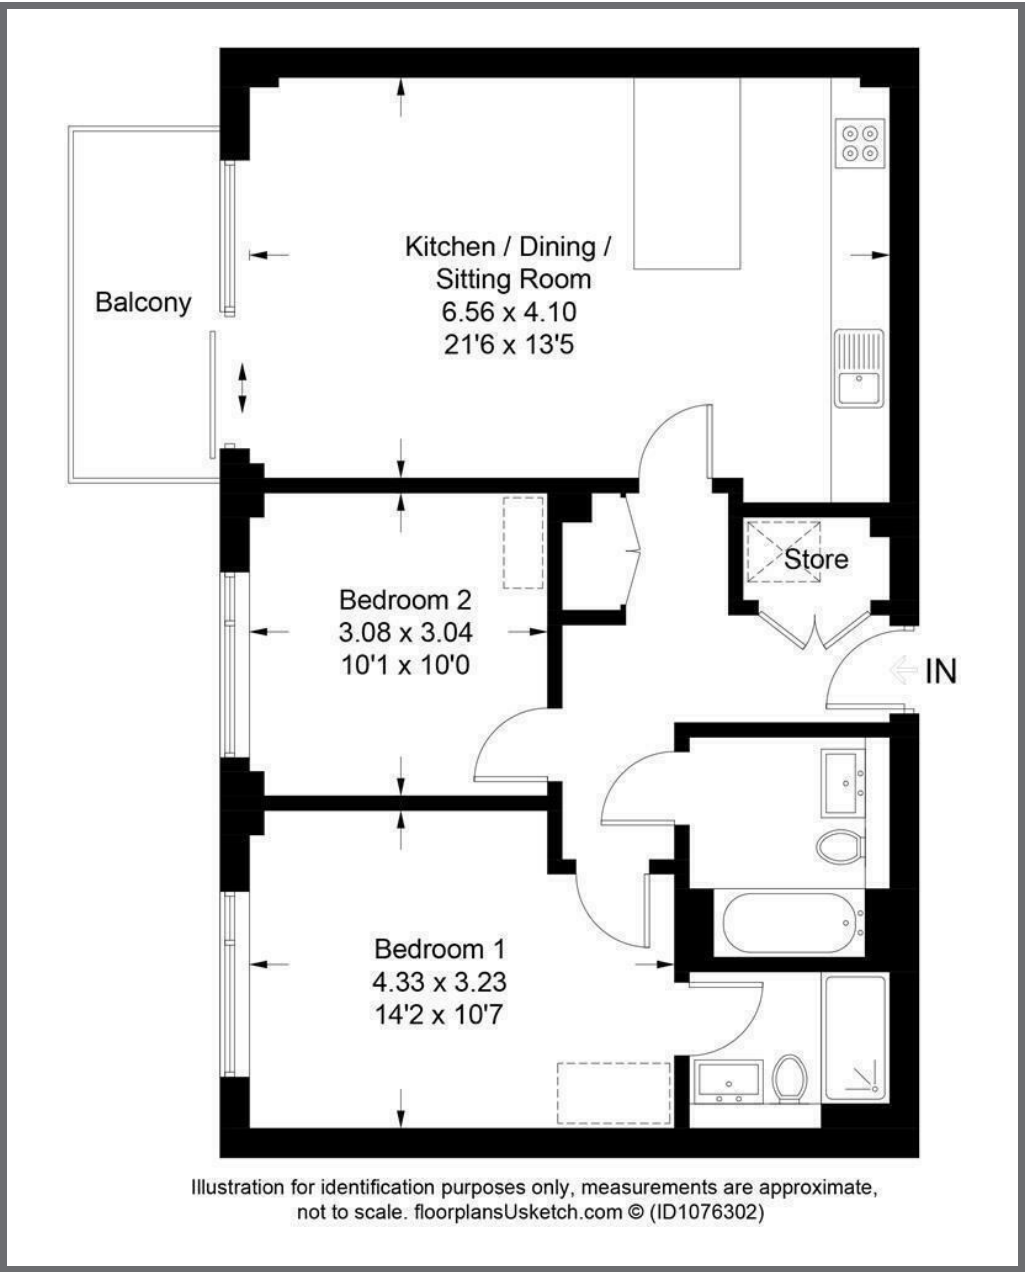 Kitchen / Dining /
Sitting Room
6.56 x 4.10
21'6 x 13'5
Balcony
Store
Bedroom 2
3.08 x 3.04
10'1 x 10'0
IN
Bedroom 1
4.33 x 3.23
14'2 x 10'7
Illustration for identification purposes only, measurements are approximate,
not to scale. floorplansUsketch.com © (ID1076302)